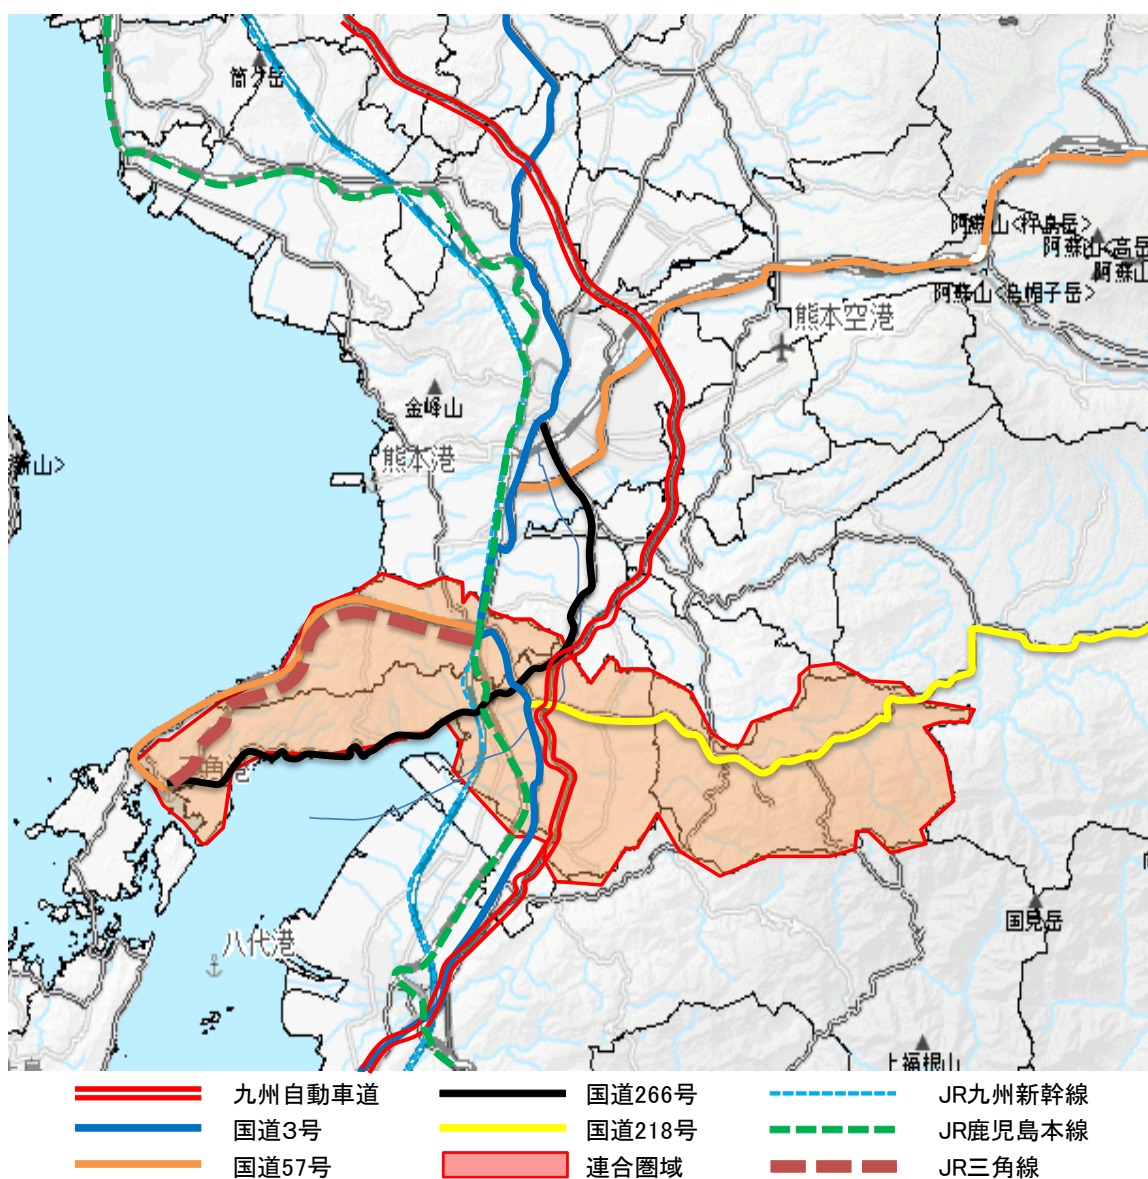 筒ヶ岳
阿蘇山<杵島岳>
阿蘇山<高岳
阿蘇山
阿蘇山<烏帽子岳>
熊本空港
金峰山
熊本港
山>
三角港
国見岳
八代港
上福根山
九州自動車道
国道266号
JR九州新幹線
国道3号
国道218号
JR鹿児島本線
国道57号
連合圏域
JR三角線